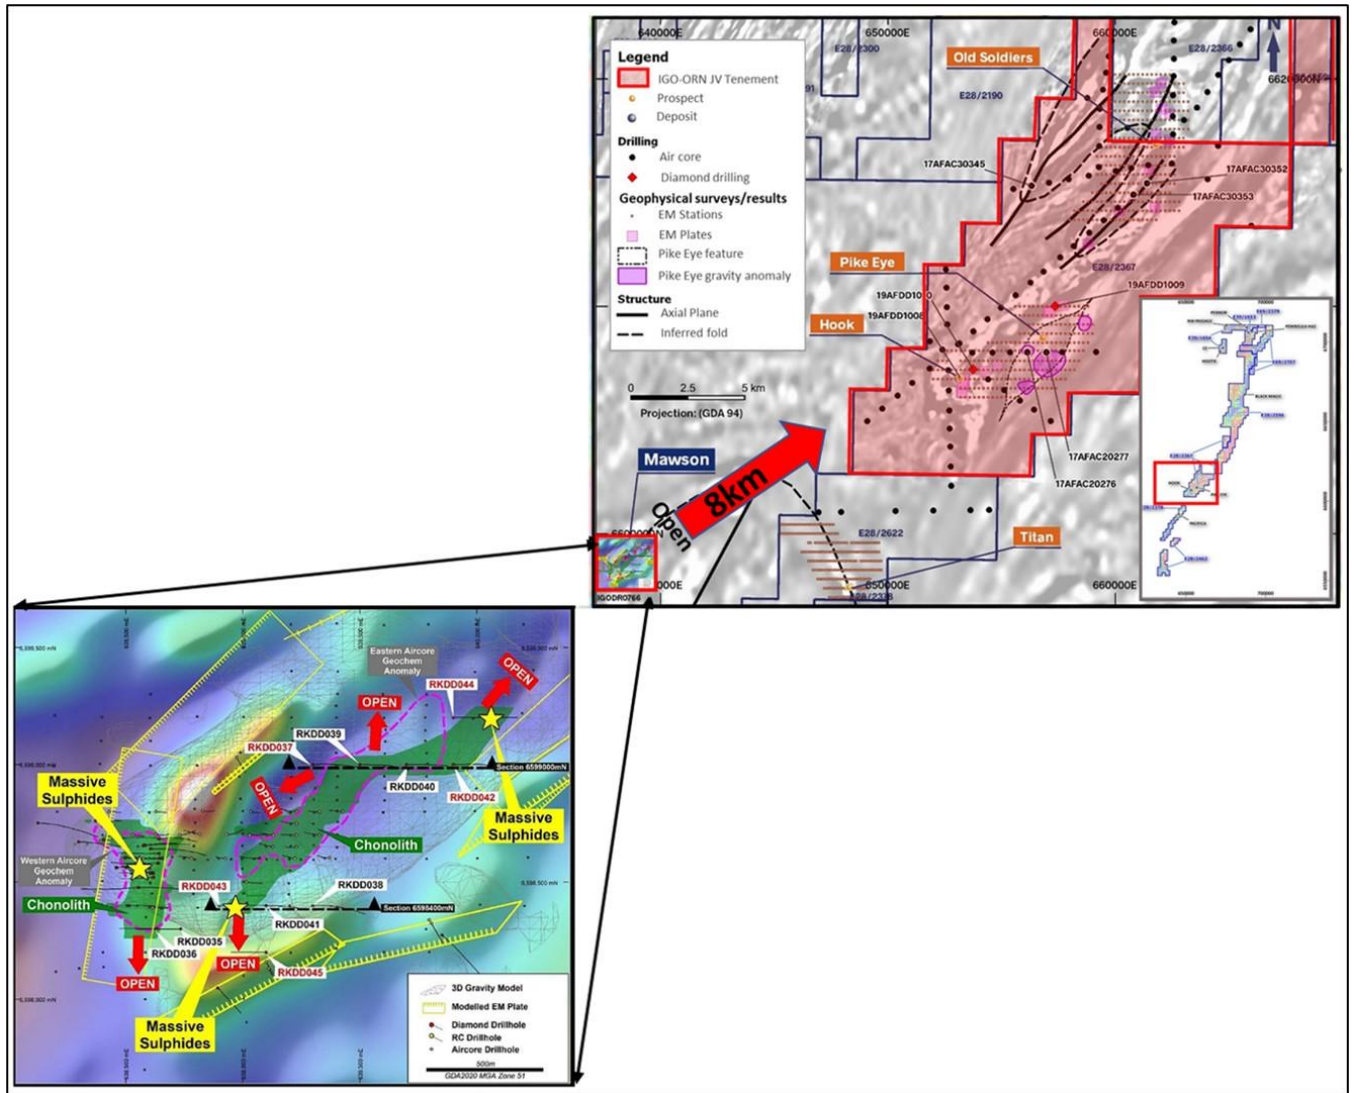 640000E
650000E
660000E
N
E28/2300
E28/2366
Old Soldiers
Legend
IGO-ORN JV Tenement
Prospect
Deposit
Drilling
Air core
Diamond drilling
Geophysical surveys/results
EM Stations
EM Plates
Pike Eye feature
Pike Eye gravity anomaly
Structure
Axial Plane
Inferred fold
E28/2190
17AFAC30345
17AFAC30352
17AFAC30353
Pike Eye
E28/2367
19AFDD1009
19AFDD1010
19AFDD1008
Hook
0 2.5 5 km
Projection: (GDA 94)
17AFAC20277
17AFAC20276
Mawson
8km
Open
E28/2622
Titan
650000E
660000E
IGODR0766
BLACK MAGIC
HOOK
Eastern Aircore
Geochem
Anomaly
OPEN
RKDD044
OPEN
RKDD039
RKDD037
Section 6599000mN
OPEN
RKDD040
RKDD042
Massive
Sulphides
Massive
Sulphides
Chonolith
Western Aircore
Geochem
Anomaly
RKDD043
RKDD038
Chonolith
RKDD041
RKDD035
RKDD036
OPEN
OPEN
RKDD045
Massive
Sulphides
3D Gravity Model
Modelled EM Plate
Diamond Drillhole
RC Drillhole
Aircore Drillhole
500m
GDA2020 MGA Zone 51